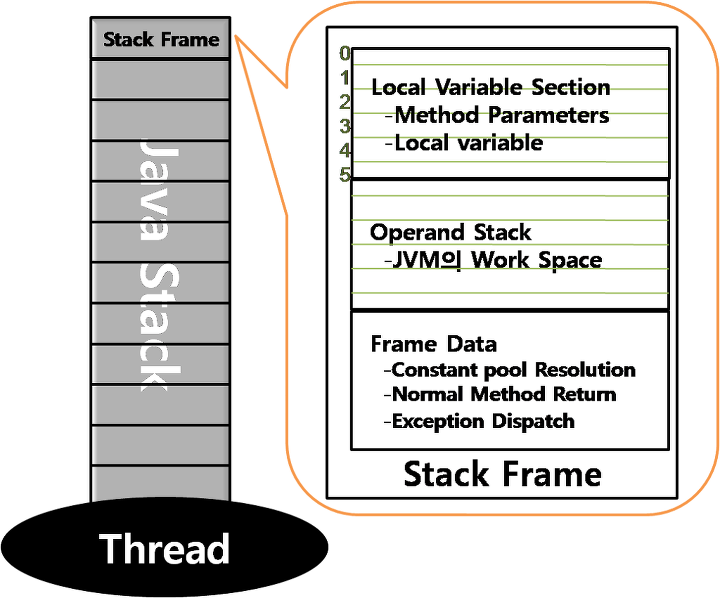 Stack Frame
Java Stack
Thread
0
1
2
3
4
5
Local Variable Section
-Method Parameters
-Local variable
Operand Stack
-JVM의 Work Space
Frame Data
-Constant pool Resolution
-Normal Method Return
-Exception Dispatch
Stack Frame